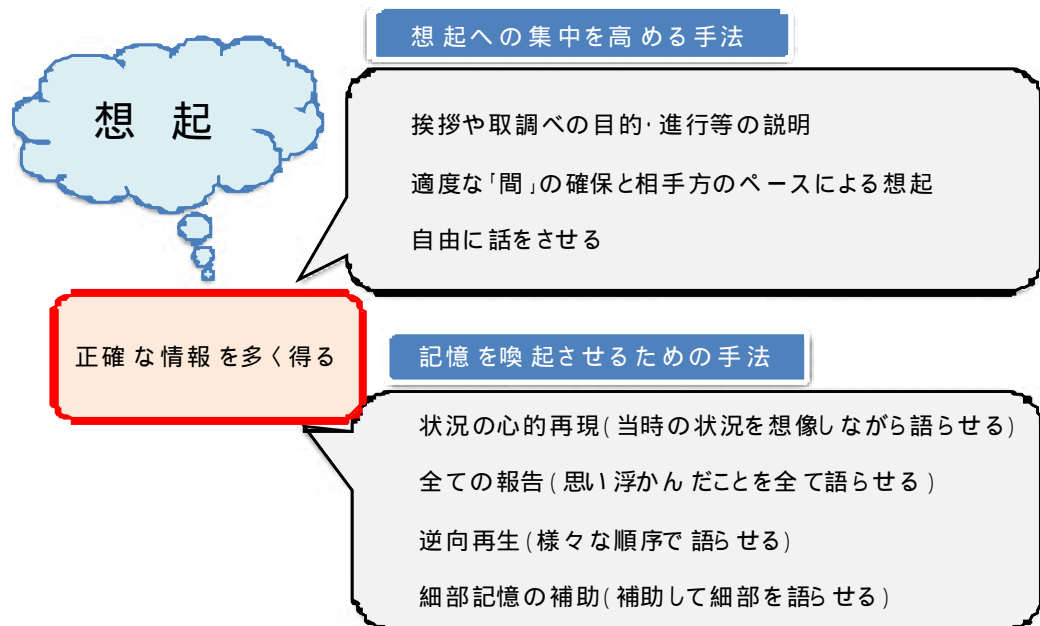 想起への集中を高める手法
想起
挨拶や取調べの目的・進行等の説明
適度な「間」の確保と相手方のペースによる想起
自由に話をさせる
正確な情報を多く得る
記憶を喚起させるための手法
状況の心的再現(当時の状況を想像しながら語らせる)
全ての報告(思い浮かんだことを全て語らせる)
逆向再生(様々な順序で語らせる)
細部記憶の補助(補助して細部を語らせる)